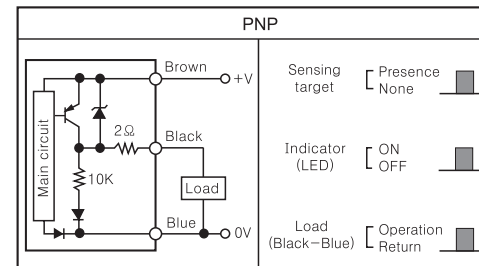 PNP
Brown
+V
Main circuit
2Ω
Black
10K
Load
Blue
0V
Sensing target
Presence
None
Indicator (LED)
ON
OFF
Load (Black−Blue)
Operation
Return